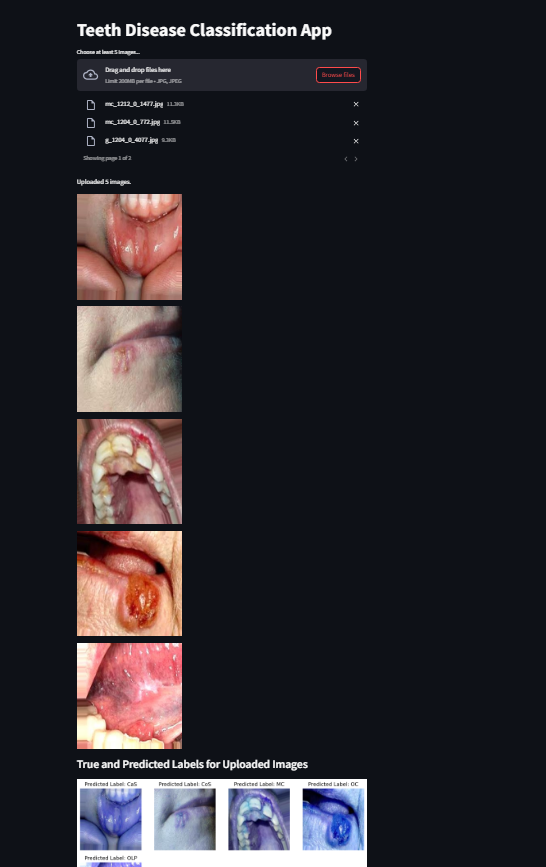 Teeth Disease Classification App
Choose at least 5 images...
Drag and drop files here
Limit 200MB per file • JPG, JPEG
Browse files
mc_1212_0_1477.jpg 11.3KB
mc_1204_0_772.jpg 11.5KB
g_1204_0_4077.jpg 9.2KB
Showing page 1 of 2
Uploaded 5 images.
True and Predicted Labels for Uploaded Images
Predicted Label: CaS
Predicted Label: CoS
Predicted Label: MC
Predicted Label: OC
Predicted Label: OLP